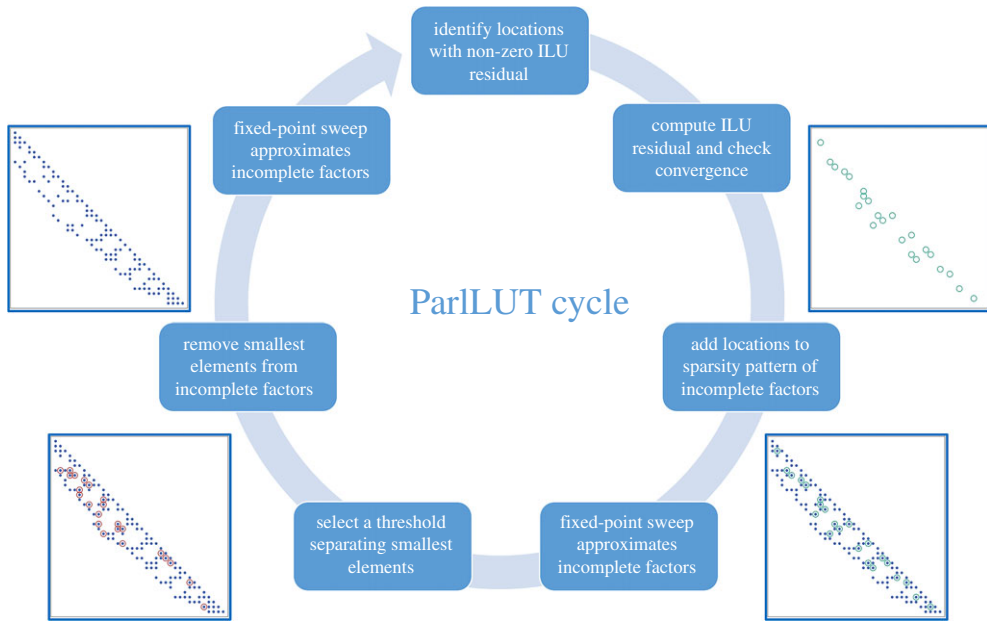 identify locations
with non-zero ILU
residual
compute ILU
residual and check
convergence
add locations to
sparsity pattern of
incomplete factors
fixed-point sweep
approximates
incomplete factors
select a threshold
separating smallest
elements
remove smallest
elements from
incomplete factors
fixed-point sweep
approximates
incomplete factors
ParlLUT cycle